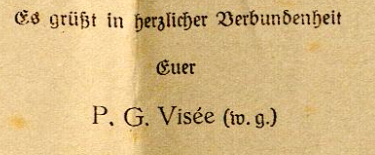 Es grüßt in herzlicher Verbundenheit
Euer
P. G. Visée (w. g.)